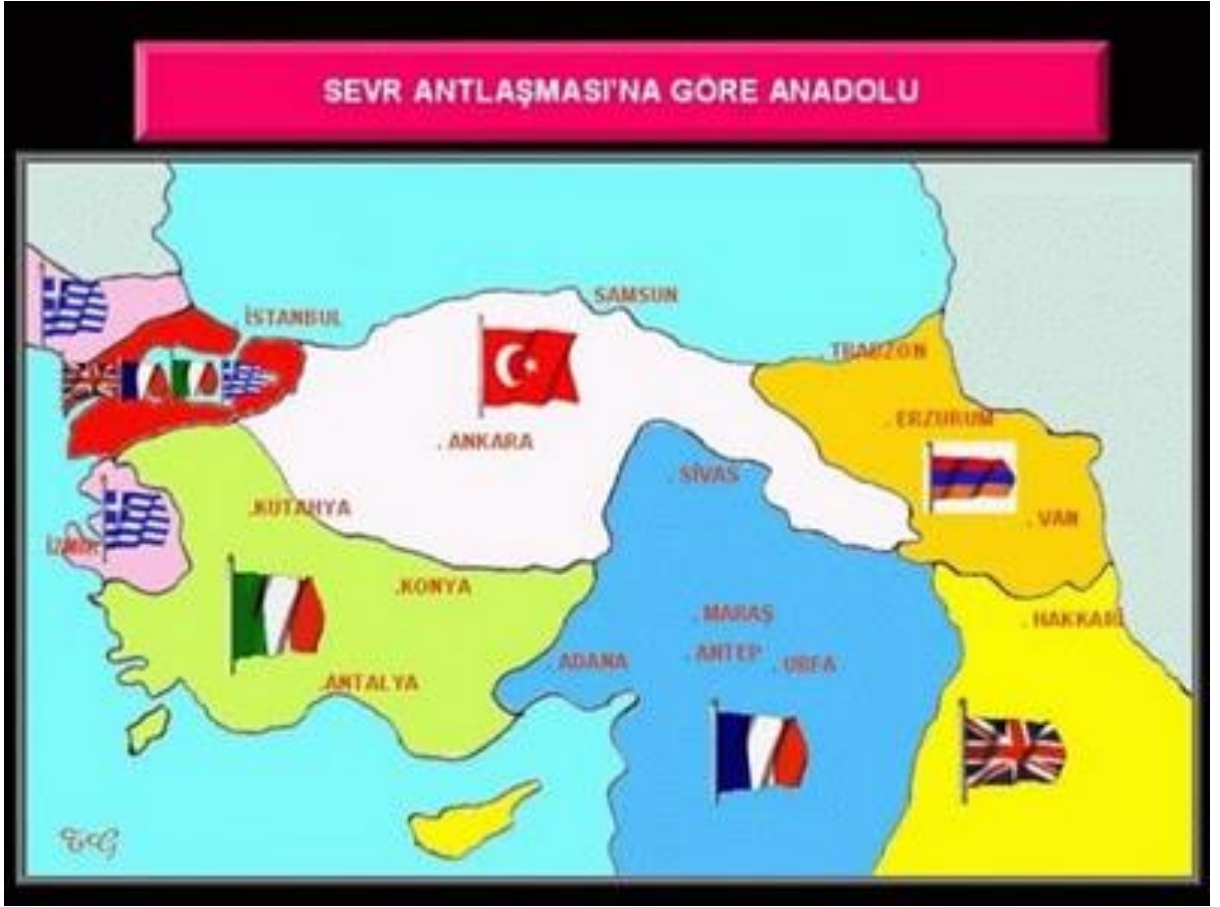 SEVR ANTLAŞMASI'NA GÖRE ANADOLU
SAMSUN
İSTANBUL
.TRABZON
.ERZURUM
.ANKARA
.SİVAS
.KÜTAHYA
.VAN
İZMİR
.KONYA
.MARAŞ
.HAKKARİ
.ANTEP
.URFA
ADANA
.ANTALYA